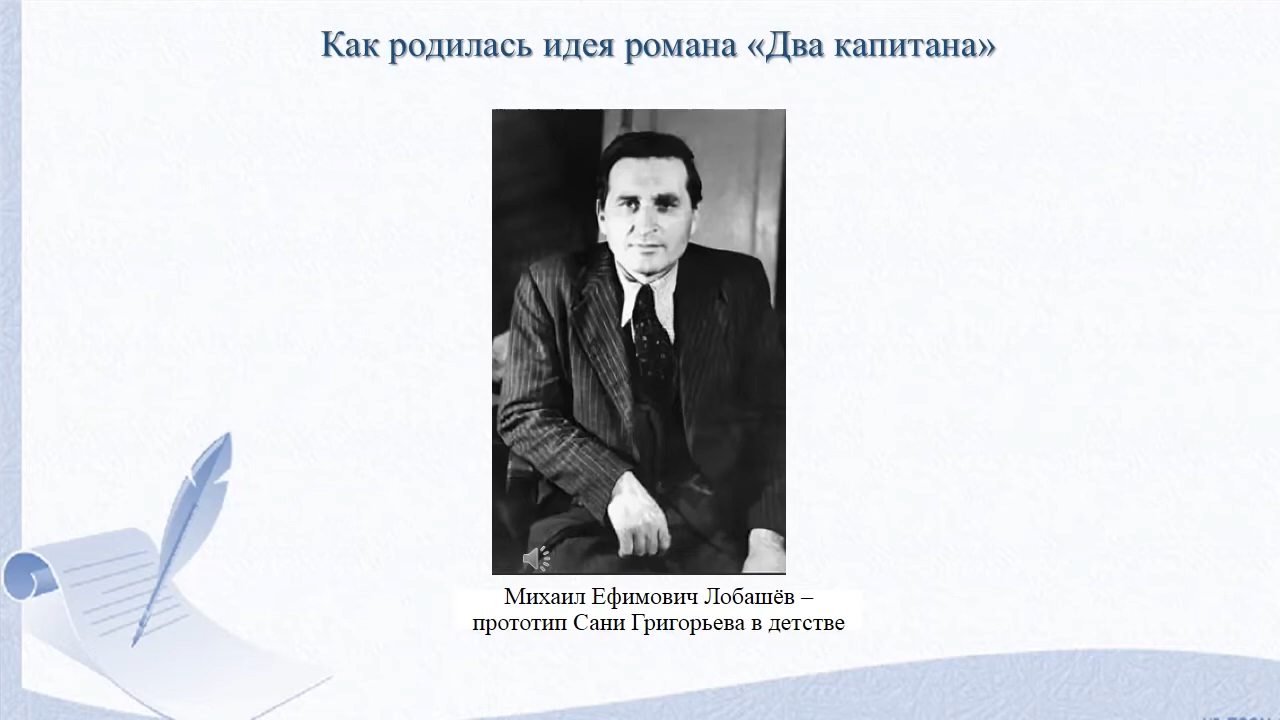 Как родилась идея романа «Два капитана»
Михаил Ефимович Лобашёв –
прототип Сани Григорьева в детстве